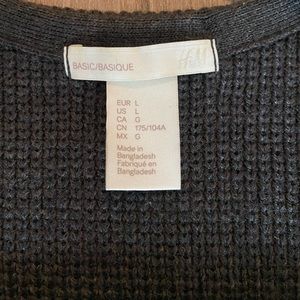 BASIC/BASIQUE H&M
EUR L
US L
CA G
CN 175/104A
MX G
Made in
Bangladesh
Fabriqué en
Bangladesh